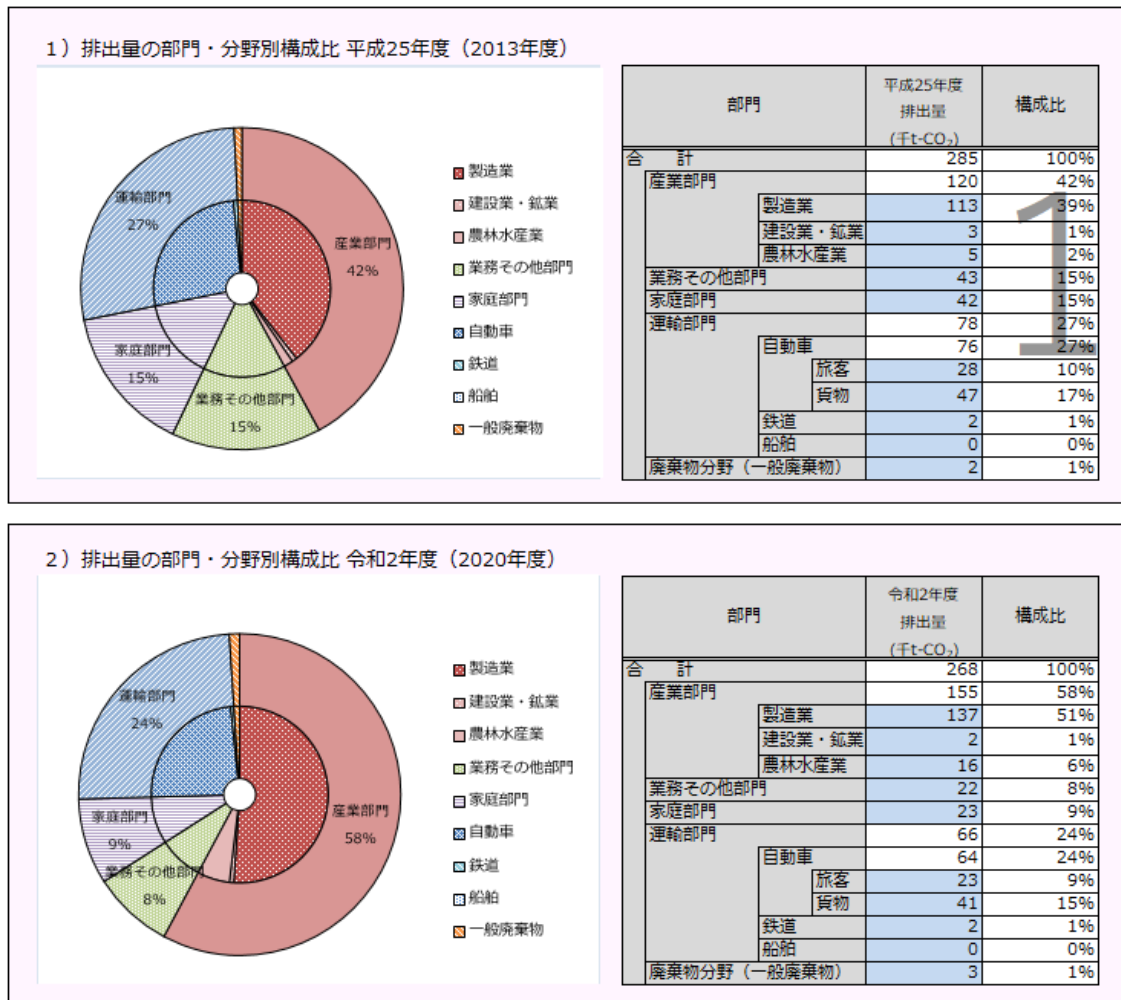 1）排出量の部門・分野別構成比 平成25年度（2013年度）
運輸部門
27%
産業部門
42%
家庭部門
15%
業務その他部門
15%
製造業
建設業・鉱業
農林水産業
業務その他部門
家庭部門
自動車
鉄道
船舶
一般廃棄物
部門 平成25年度 排出量 (千t-CO₂) 構成比
合 計 285 100%
産業部門 120 42%
製造業 113 39%
建設業・鉱業 3 1%
農林水産業 5 2%
業務その他部門 43 15%
家庭部門 42 15%
運輸部門 78 27%
自動車 76 27%
旅客 28 10%
貨物 47 17%
鉄道 2 1%
船舶 0 0%
廃棄物分野（一般廃棄物） 2 1%
1
2）排出量の部門・分野別構成比 令和2年度（2020年度）
運輸部門
24%
産業部門
58%
家庭部門
9%
業務その他部門
8%
製造業
建設業・鉱業
農林水産業
業務その他部門
家庭部門
自動車
鉄道
船舶
一般廃棄物
部門 令和2年度 排出量 (千t-CO₂) 構成比
合 計 268 100%
産業部門 155 58%
製造業 137 51%
建設業・鉱業 2 1%
農林水産業 16 6%
業務その他部門 22 8%
家庭部門 23 9%
運輸部門 66 24%
自動車 64 24%
旅客 23 9%
貨物 41 15%
鉄道 2 1%
船舶 0 0%
廃棄物分野（一般廃棄物） 3 1%